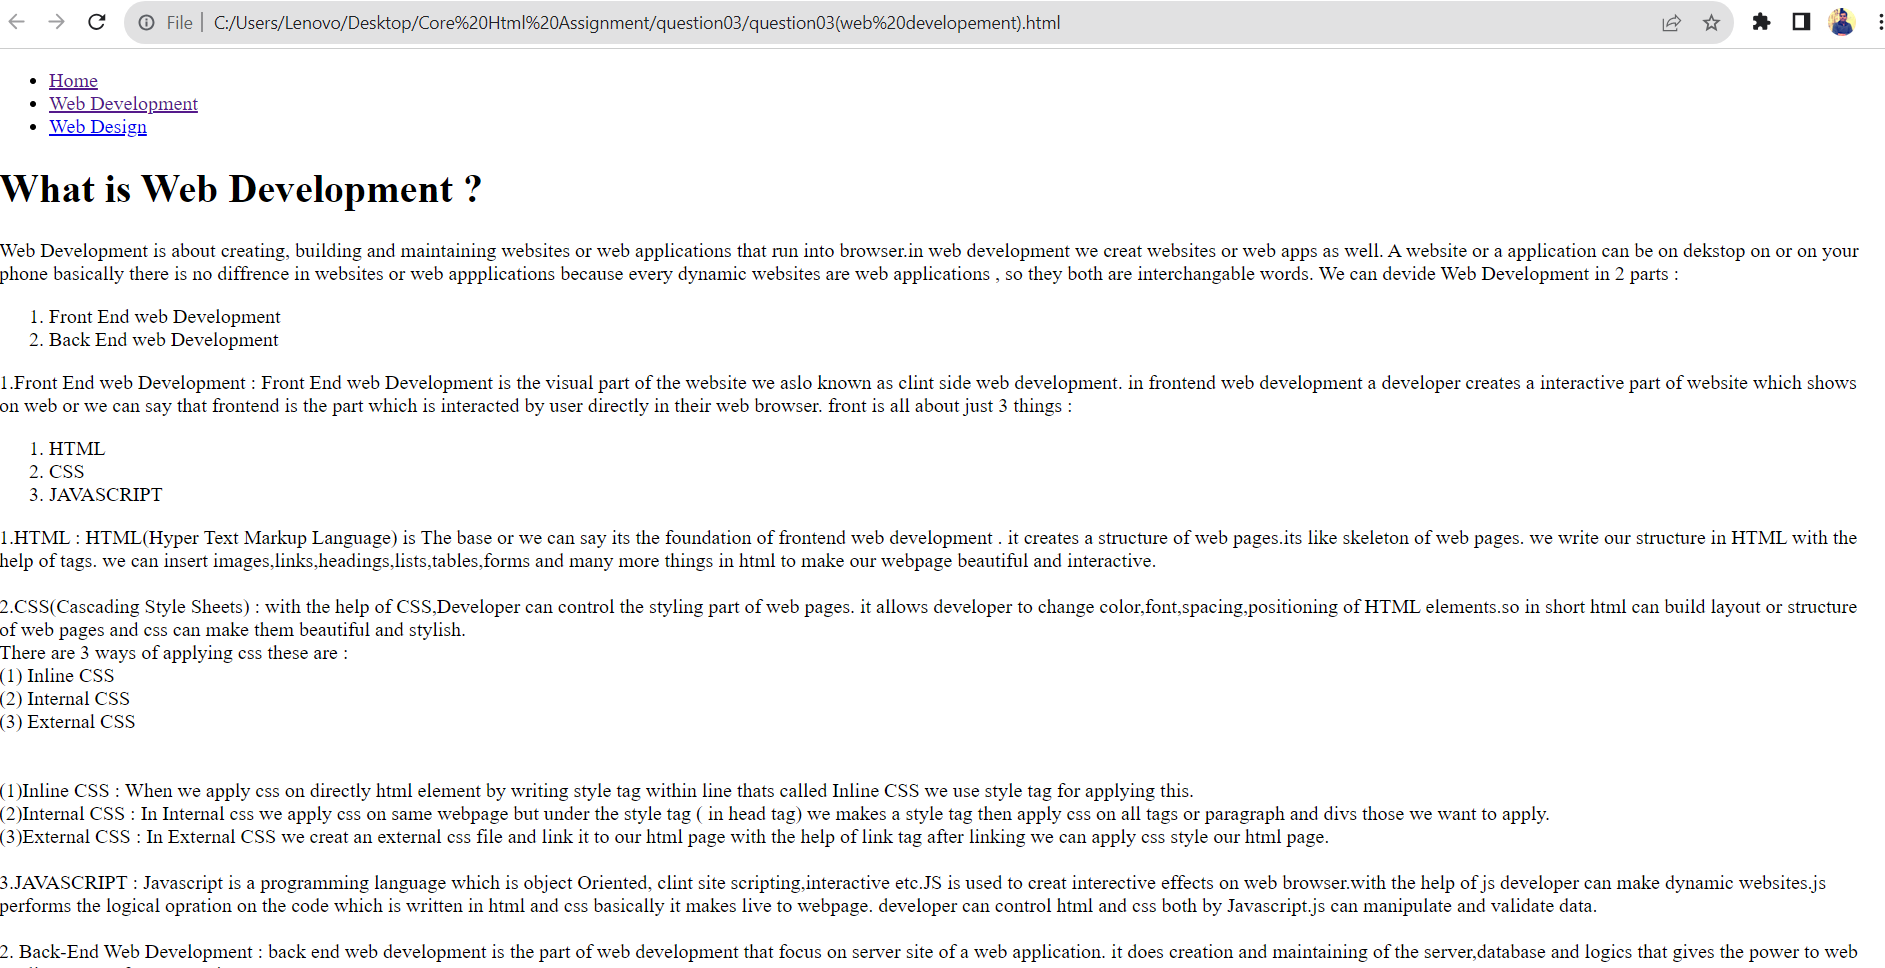 File | C:/Users/Lenovo/Desktop/Core%20Html%20Assignment/question03/question03(web%20developement).html
Home
Web Development
Web Design
What is Web Development ?
Web Development is about creating, building and maintaining websites or web applications that run into browser.in web development we creat websites or web apps as well. A website or a application can be on dekstop on or on your
phone basically there is no diffrence in websites or web appplications because every dynamic websites are web applications , so they both are interchangable words. We can devide Web Development in 2 parts :
1. Front End web Development
2. Back End web Development
1.Front End web Development : Front End web Development is the visual part of the website we aslo known as clint side web development. in frontend web development a developer creates a interactive part of website which shows
on web or we can say that frontend is the part which is interacted by user directly in their web browser. front is all about just 3 things :
1. HTML
2. CSS
3. JAVASCRIPT
1.HTML : HTML(Hyper Text Markup Language) is The base or we can say its the foundation of frontend web development . it creates a structure of web pages.its like skeleton of web pages. we write our structure in HTML with the
help of tags. we can insert images,links,headings,lists,tables,forms and many more things in html to make our webpage beautiful and interactive.
2.CSS(Cascading Style Sheets) : with the help of CSS,Developer can control the styling part of web pages. it allows developer to change color,font,spacing,positioning of HTML elements.so in short html can build layout or structure
of web pages and css can make them beautiful and stylish.
There are 3 ways of applying css these are :
(1) Inline CSS
(2) Internal CSS
(3) External CSS
(1)Inline CSS : When we apply css on directly html element by writing style tag within line thats called Inline CSS we use style tag for applying this.
(2)Internal CSS : In Internal css we apply css on same webpage but under the style tag ( in head tag) we makes a style tag then apply css on all tags or paragraph and divs those we want to apply.
(3)External CSS : In External CSS we creat an external css file and link it to our html page with the help of link tag after linking we can apply css style our html page.
3.JAVASCRIPT : Javascript is a programming language which is object Oriented, clint site scripting,interactive etc.JS is used to creat interective effects on web browser.with the help of js developer can make dynamic websites.js
performs the logical opration on the code which is written in html and css basically it makes live to webpage. developer can control html and css both by Javascript.js can manipulate and validate data.
2. Back-End Web Development : back end web development is the part of web development that focus on server site of a web application. it does creation and maintaining of the server,database and logics that gives the power to web